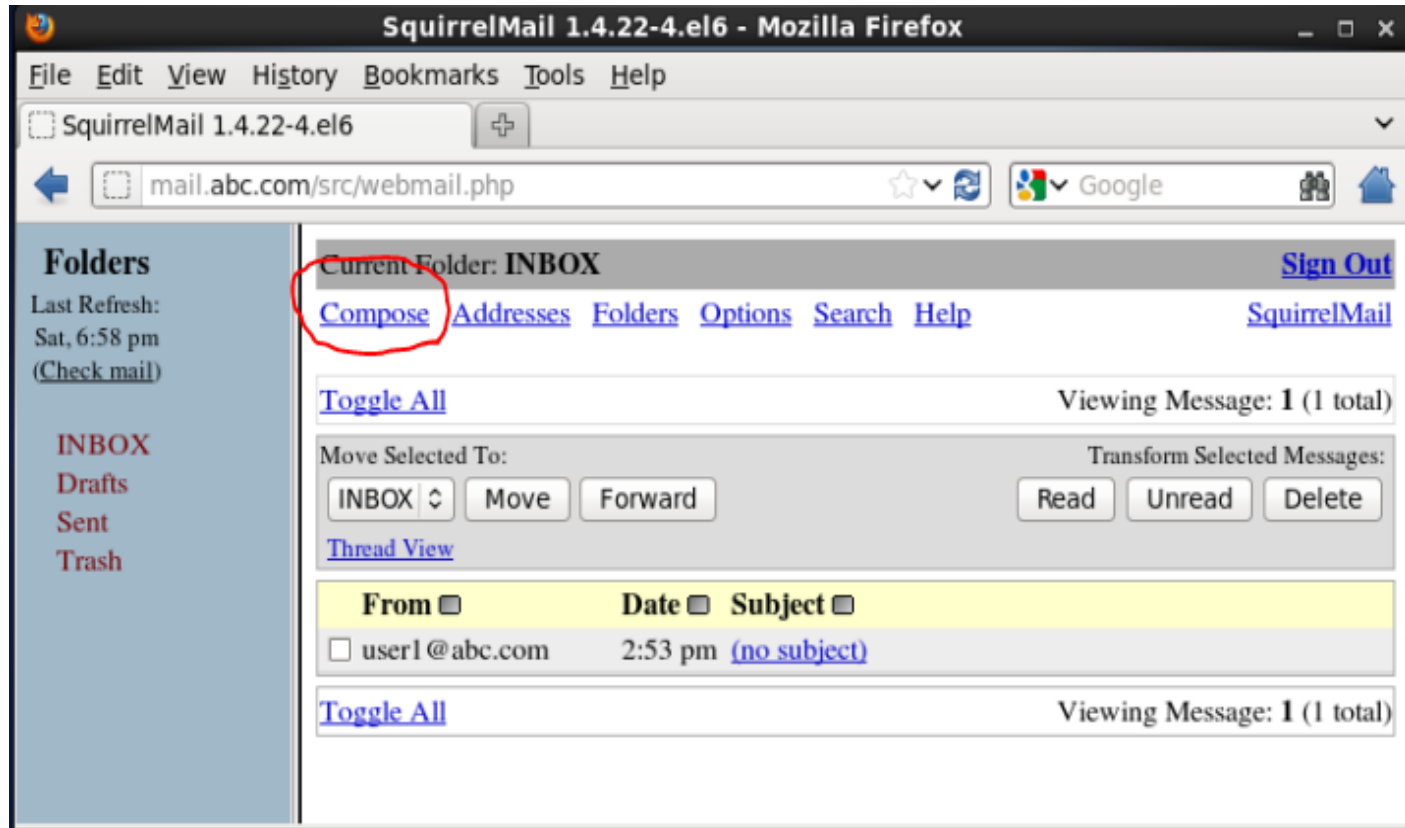 SquirrelMail 1.4.22-4.el6 - Mozilla Firefox
File Edit View History Bookmarks Tools Help
SquirrelMail 1.4.22-4.el6
mail.abc.com/src/webmail.php Google
Folders
Last Refresh:
Sat, 6:58 pm
(Check mail)
INBOX
Drafts
Sent
Trash
Current Folder: INBOX Sign Out
Compose Addresses Folders Options Search Help SquirrelMail
Toggle All Viewing Message: 1 (1 total)
Move Selected To: Transform Selected Messages:
INBOX Move Forward Read Unread Delete
Thread View
From Date Subject
user1@abc.com 2:53 pm (no subject)
Toggle All Viewing Message: 1 (1 total)